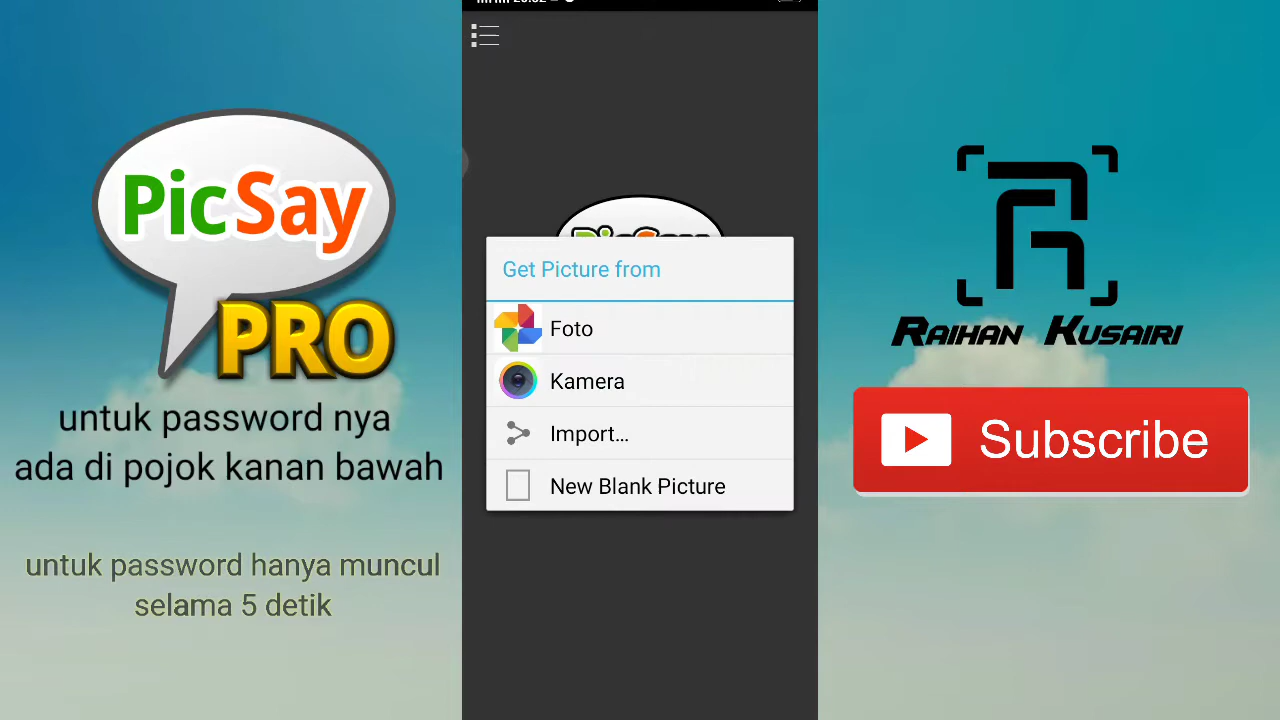 PicSay
PRO
untuk password nya
ada di pojok kanan bawah
untuk password hanya muncul
selama 5 detik
Get Picture from
Foto
Kamera
Import...
New Blank Picture
RAIHAN KUSAIRI
Subscribe